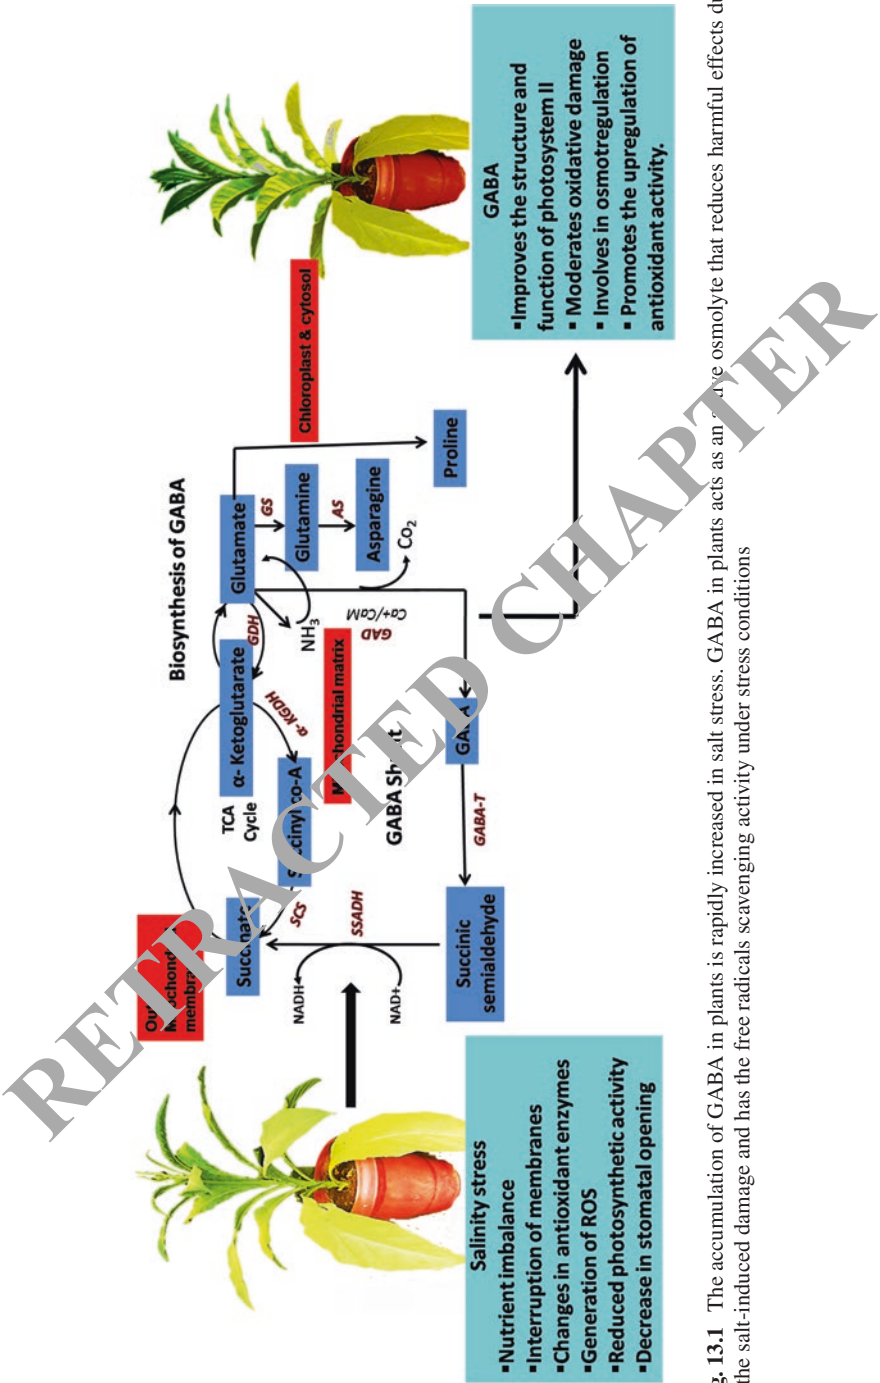 Salinity stress
▪Nutrient imbalance
▪Interruption of membranes
▪Changes in antioxidant enzymes
▪Generation of ROS
▪Reduced photosynthetic activity
▪Decrease in stomatal opening
Biosynthesis of GABA
membrane
TCA
Cycle
α- Ketoglutarate
GDH
Glutamate
GS
Glutamine
AS
Asparagine
Proline
Chloroplast & cytosol
NH3
Co2
GAD
Ca+/CaM
α- KGDH
SCS
Succinate
matrix
GABA
GABA-T
Succinic
semialdehyde
SSADH
NADH
NAD+
GABA
▪Improves the structure and
function of photosystem II
▪ Moderates oxidative damage
▪ Involves in osmotregulation
▪ Promotes the upregulation of
antioxidant activity.
RETRACTED CHAPTER
13.1 The accumulation of GABA in plants is rapidly increased in salt stress. GABA in plants acts as an osmolyte that reduces harmful effects
the salt-induced damage and has the free radicals scavenging activity under stress conditions